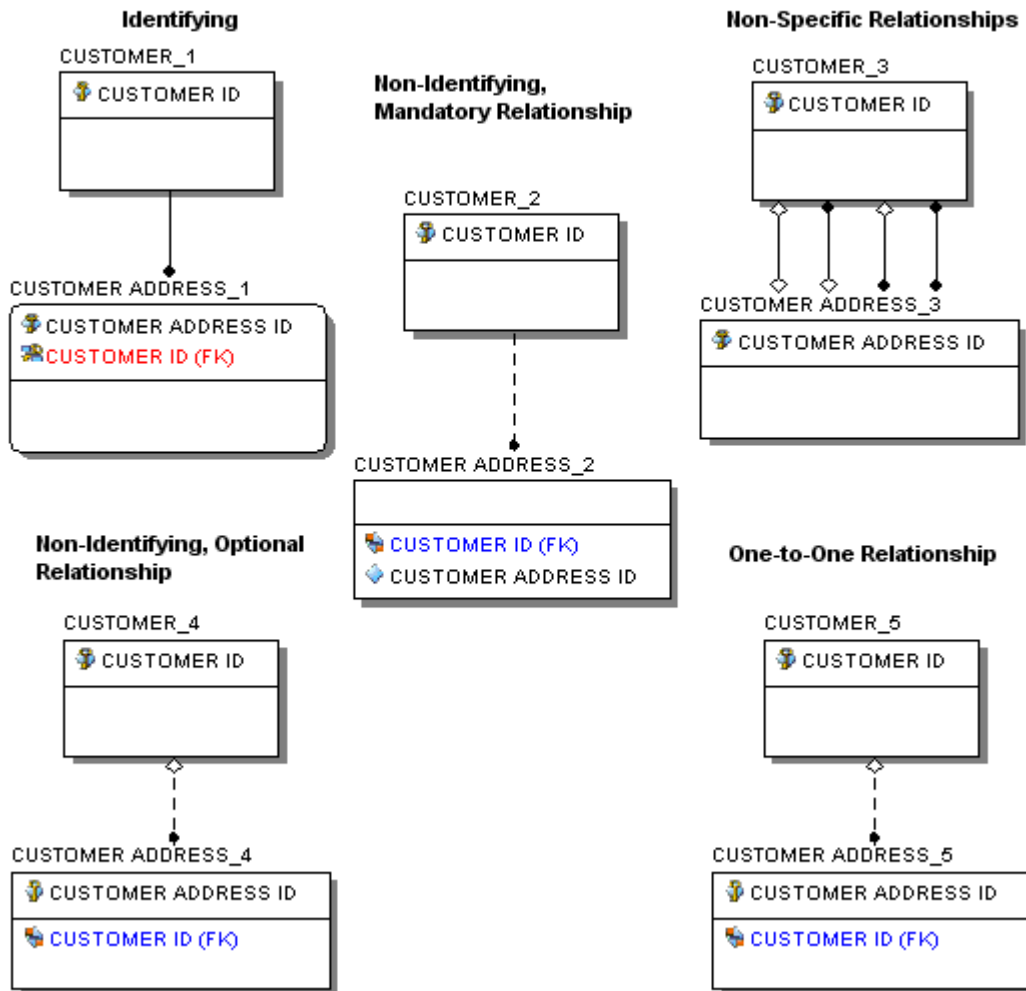 Identifying
CUSTOMER_1
CUSTOMER ID
CUSTOMER ADDRESS_1
CUSTOMER ADDRESS ID
CUSTOMER ID (FK)
Non-Identifying,
Mandatory Relationship
CUSTOMER_2
CUSTOMER ID
CUSTOMER ADDRESS_2
CUSTOMER ID (FK)
CUSTOMER ADDRESS ID
Non-Specific Relationships
CUSTOMER_3
CUSTOMER ID
CUSTOMER ADDRESS_3
CUSTOMER ADDRESS ID
Non-Identifying, Optional
Relationship
CUSTOMER_4
CUSTOMER ID
CUSTOMER ADDRESS_4
CUSTOMER ADDRESS ID
CUSTOMER ID (FK)
One-to-One Relationship
CUSTOMER_5
CUSTOMER ID
CUSTOMER ADDRESS_5
CUSTOMER ADDRESS ID
CUSTOMER ID (FK)